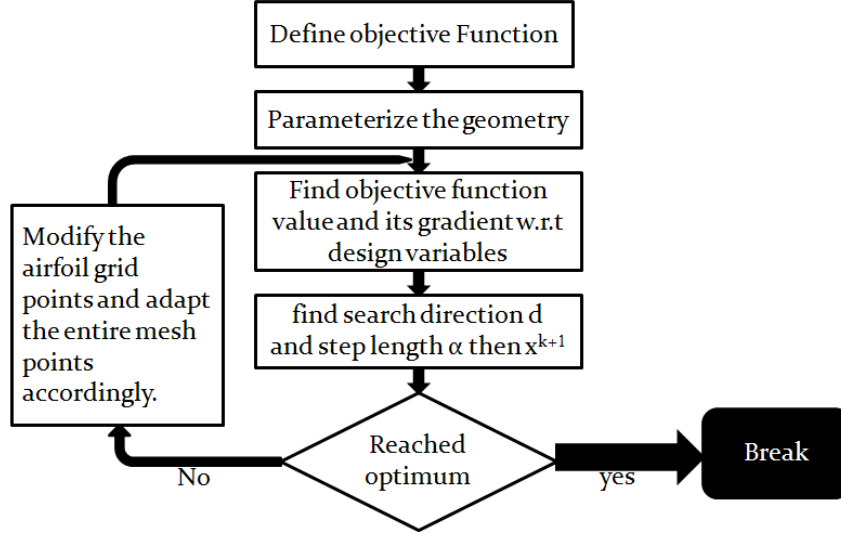 Define objective Function
Parameterize the geometry
Find objective function
value and its gradient w.r.t
design variables
Modify the
airfoil grid
points and adapt
the entire mesh
points
accordingly.
find search direction d
and step length α then x^{k+1}
Reached
optimum
No
yes
Break